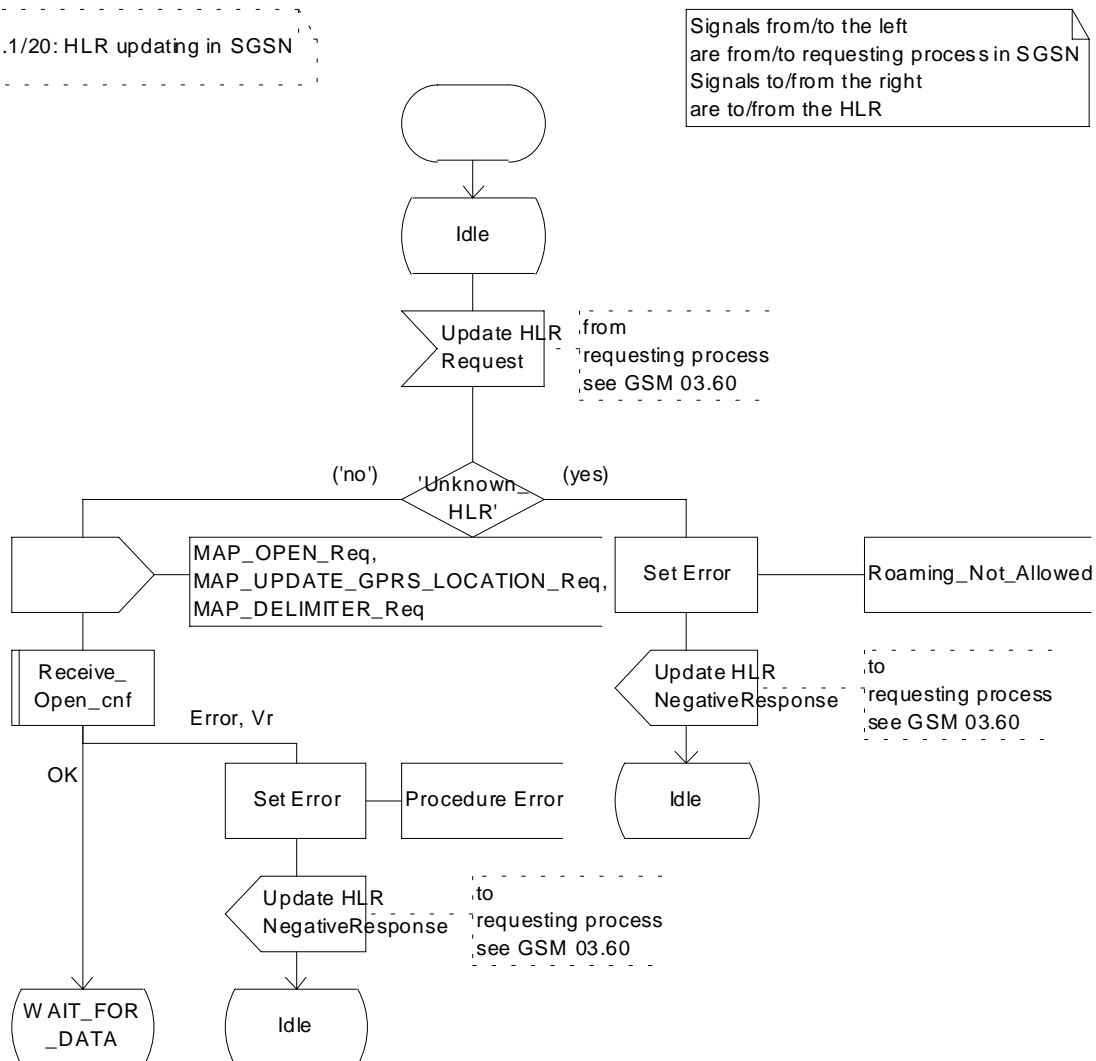 .1/20: HLR updating in SGSN
Signals from/to the left
are from/to requesting process in SGSN
Signals to/from the right
are to/from the HLR
Idle
Update HLR
Request
from
requesting process
see GSM 03.60
('no')
'Unknown_
HLR'
(yes)
MAP_OPEN_Req,
MAP_UPDATE_GPRS_LOCATION_Req,
MAP_DELIMITER_Req
Set Error
Roaming_Not_Allowed
Receive_
Open_cnf
Update HLR
NegativeResponse
to
requesting process
see GSM 03.60
Error, Vr
OK
Set Error
Procedure Error
Idle
Update HLR
NegativeResponse
to
requesting process
see GSM 03.60
WAIT_FOR
_DATA
Idle